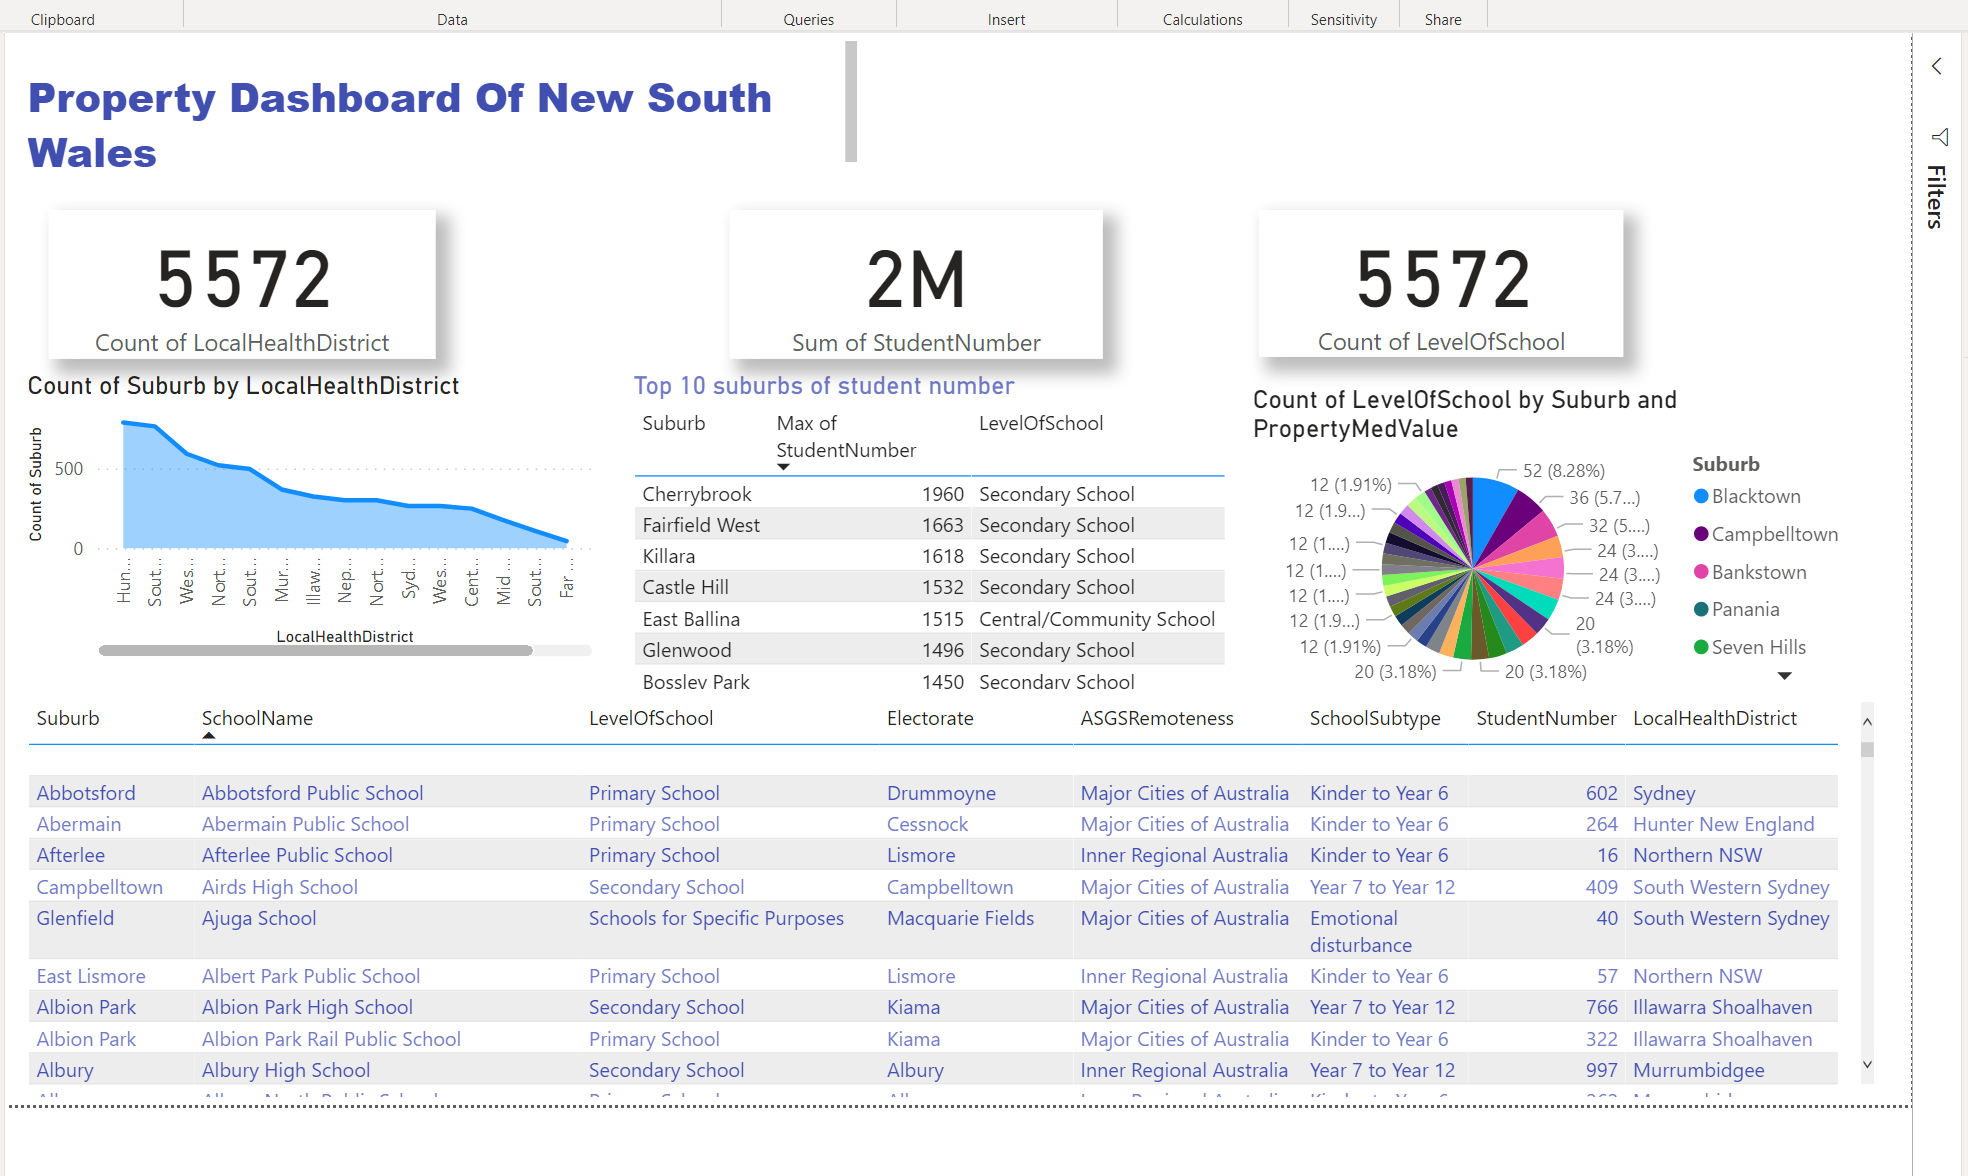 Clipboard Data Queries Insert Calculations Sensitivity Share
Property Dashboard Of New South
Wales
Filters
5572
Count of LocalHealthDistrict
2M
Sum of StudentNumber
5572
Count of LevelOfSchool
Count of Suburb by LocalHealthDistrict
Count of Suburb
500
0
Hun...
Sout...
Wes...
Nort...
Sout...
Mur...
Illaw...
Nep...
Nort...
Syd...
Wes...
Cent...
Mid ...
Sout...
Far ...
LocalHealthDistrict
Top 10 suburbs of student number
Suburb Max of StudentNumber LevelOfSchool
Cherrybrook 1960 Secondary School
Fairfield West 1663 Secondary School
Killara 1618 Secondary School
Castle Hill 1532 Secondary School
East Ballina 1515 Central/Community School
Glenwood 1496 Secondary School
Bossley Park 1450 Secondary School
Count of LevelOfSchool by Suburb and
PropertyMedValue
52 (8.28%)
36 (5.7...)
32 (5....)
24 (3....)
24 (3....)
24 (3....)
20
(3.18%)
20 (3.18%)
20 (3.18%)
12 (1.91%)
12 (1.9...)
12 (1....)
12 (1....)
12 (1....)
12 (1.9...)
12 (1.91%)
Suburb
Blacktown
Campbelltown
Bankstown
Panania
Seven Hills
Suburb SchoolName LevelOfSchool Electorate ASGSRemoteness SchoolSubtype StudentNumber LocalHealthDistrict
Abbotsford Abbotsford Public School Primary School Drummoyne Major Cities of Australia Kinder to Year 6 602 Sydney
Abermain Abermain Public School Primary School Cessnock Major Cities of Australia Kinder to Year 6 264 Hunter New England
Afterlee Afterlee Public School Primary School Lismore Inner Regional Australia Kinder to Year 6 16 Northern NSW
Campbelltown Airds High School Secondary School Campbelltown Major Cities of Australia Year 7 to Year 12 409 South Western Sydney
Glenfield Ajuga School Schools for Specific Purposes Macquarie Fields Major Cities of Australia Emotional 40 South Western Sydney
disturbance
East Lismore Albert Park Public School Primary School Lismore Inner Regional Australia Kinder to Year 6 57 Northern NSW
Albion Park Albion Park High School Secondary School Kiama Major Cities of Australia Year 7 to Year 12 766 Illawarra Shoalhaven
Albion Park Albion Park Rail Public School Primary School Kiama Major Cities of Australia Kinder to Year 6 322 Illawarra Shoalhaven
Albury Albury High School Secondary School Albury Inner Regional Australia Year 7 to Year 12 997 Murrumbidgee